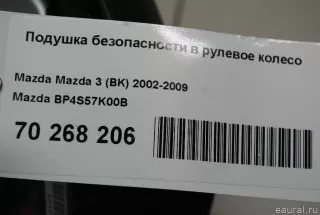 Подушка безопасности в рулевое колесо
Mazda Mazda 3 (BK) 2002-2009
Mazda BP4S57K00B
70 268 206
eaural.ru